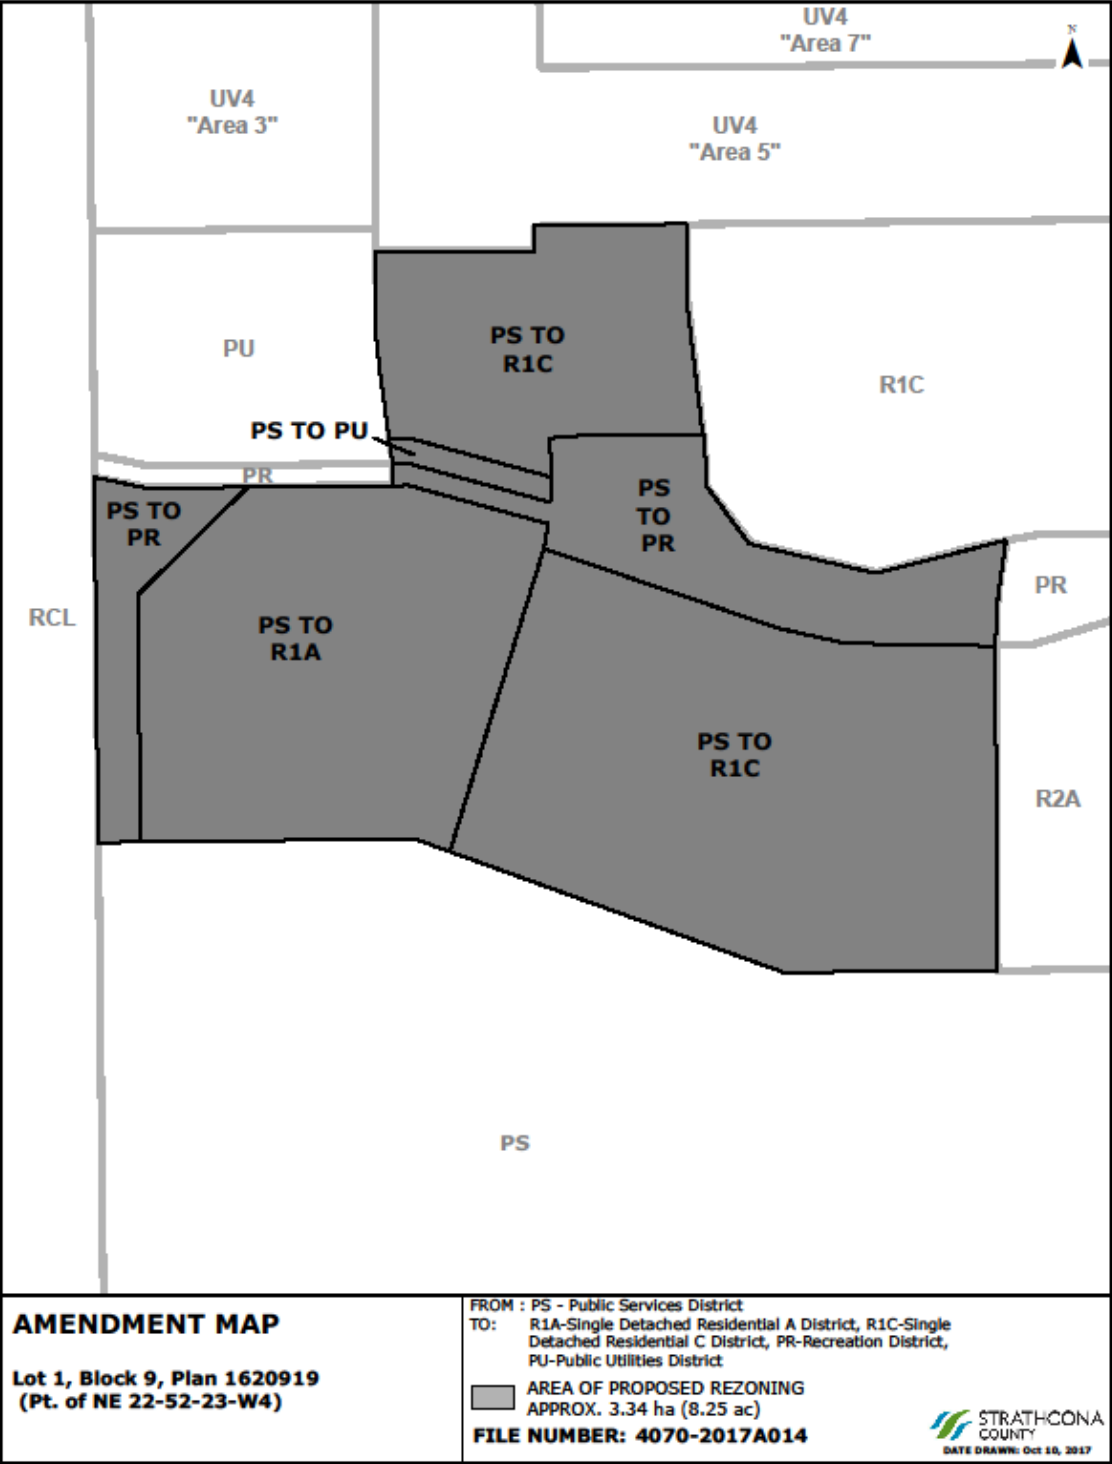 UV4
"Area 7"
N
UV4
"Area 3"
UV4
"Area 5"
PS TO
R1C
PU
R1C
PS TO PU
PR
PS TO
PR
PS
TO
PR
PR
RCL
PS TO
R1A
PS TO
R1C
R2A
PS
AMENDMENT MAP
Lot 1, Block 9, Plan 1620919
(Pt. of NE 22-52-23-W4)
FROM : PS - Public Services District
TO: R1A-Single Detached Residential A District, R1C-Single
Detached Residential C District, PR-Recreation District,
PU-Public Utilities District
AREA OF PROPOSED REZONING
APPROX. 3.34 ha (8.25 ac)
FILE NUMBER: 4070-2017A014
STRATHCONA
COUNTY
DATE DRAWN: Oct 10, 2017